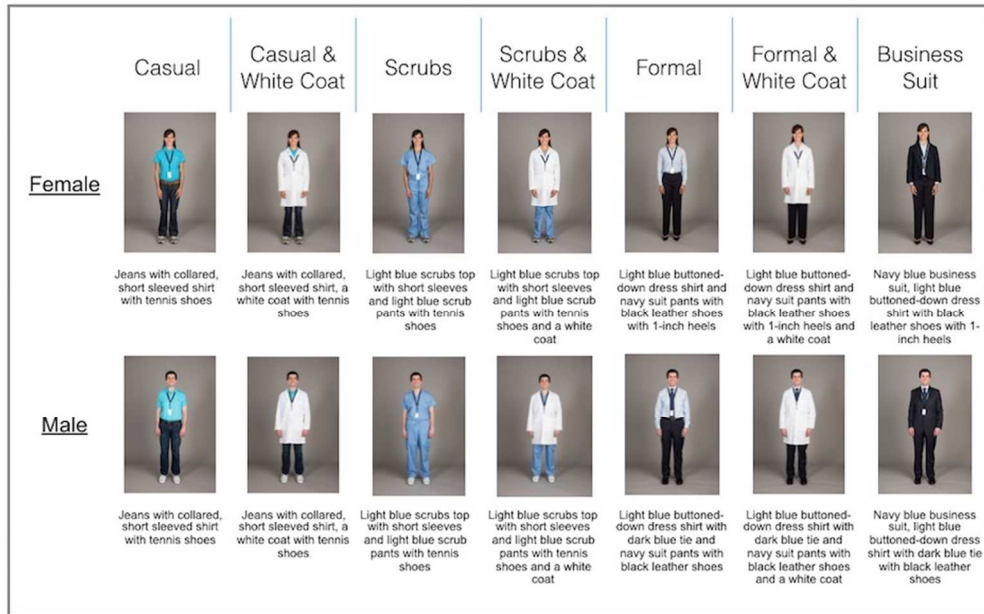 Casual
Casual &
White Coat
Scrubs
Scrubs &
White Coat
Formal
Formal &
White Coat
Business
Suit
Female
Jeans with collared,
short sleeved shirt
with tennis shoes
Jeans with collared,
short sleeved shirt, a
white coat with tennis
shoes
Light blue scrubs top
with short sleeves
and light blue scrub
pants with tennis
shoes
Light blue scrubs top
with short sleeves
and light blue scrub
pants with tennis
shoes and a white
coat
Light blue buttoned-
down dress shirt and
navy suit pants with
black leather shoes
with 1-inch heels
Light blue buttoned-
down dress shirt and
navy suit pants with
black leather shoes
with 1-inch heels and
a white coat
Navy blue business
suit, light blue
buttoned-down dress
shirt with black
leather shoes with 1-
inch heels
Male
Jeans with collared,
short sleeved shirt
with tennis shoes
Jeans with collared,
short sleeved shirt, a
white coat with tennis
shoes
Light blue scrubs top
with short sleeves
and light blue scrub
pants with tennis
shoes
Light blue scrubs top
with short sleeves
and light blue scrub
pants with tennis
shoes and a white
coat
Light blue buttoned-
down dress shirt with
dark blue tie and
navy suit pants with
black leather shoes
Light blue buttoned-
down dress shirt with
dark blue tie and
navy suit pants with
black leather shoes
and a white coat
Navy blue business
suit, light blue
buttoned-down dress
shirt with dark blue tie
with black leather
shoes